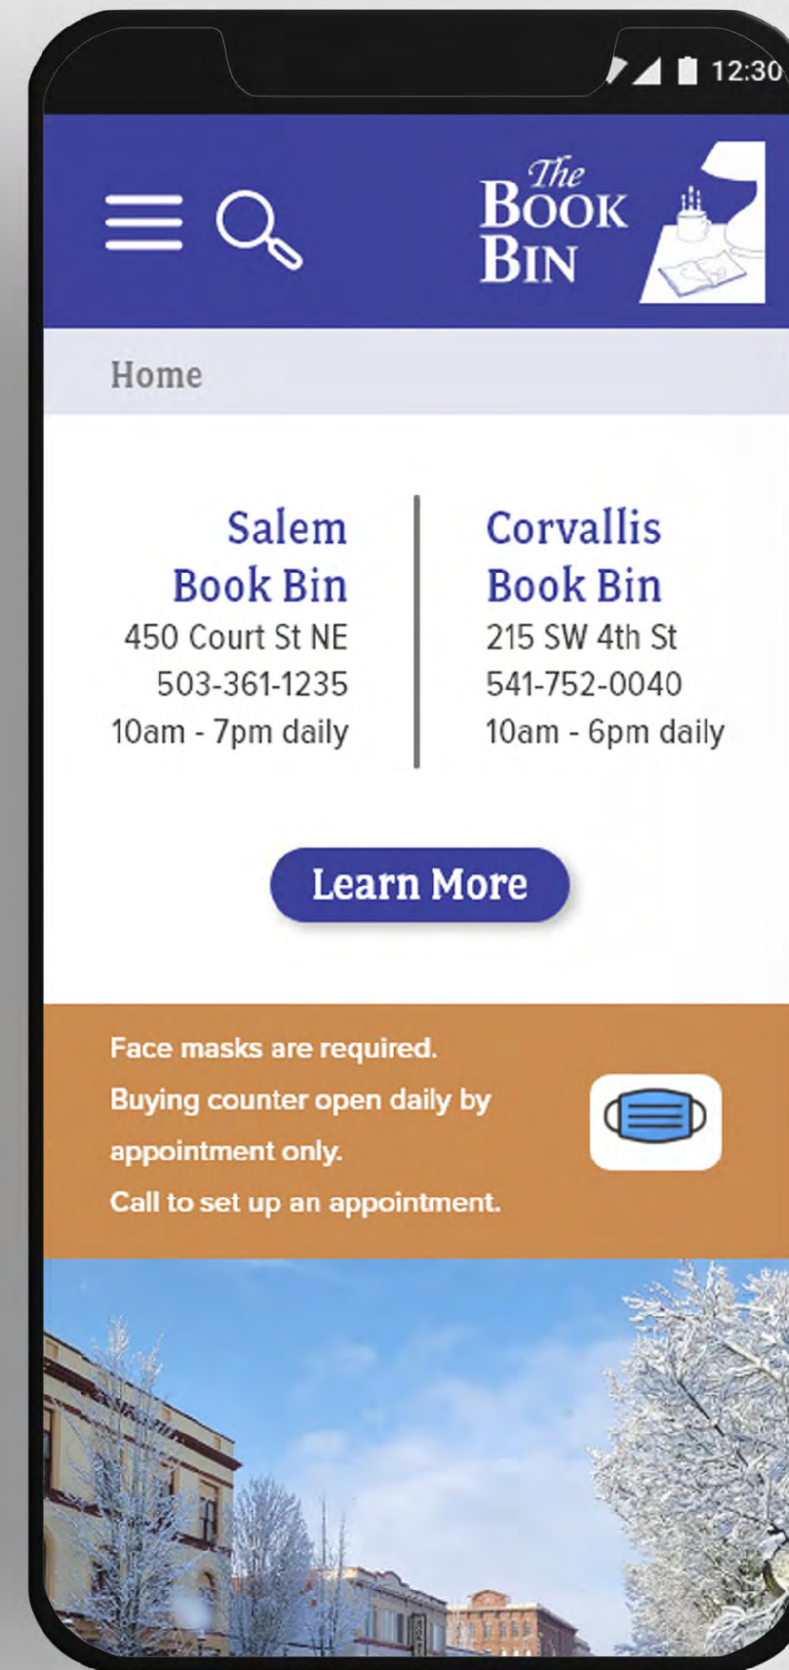 12:30
The
BOOK
BIN
Home
Salem
Book Bin
450 Court St NE
503-361-1235
10am - 7pm daily
Corvallis
Book Bin
215 SW 4th St
541-752-0040
10am - 6pm daily
Learn More
Face masks are required.
Buying counter open daily by
appointment only.
Call to set up an appointment.